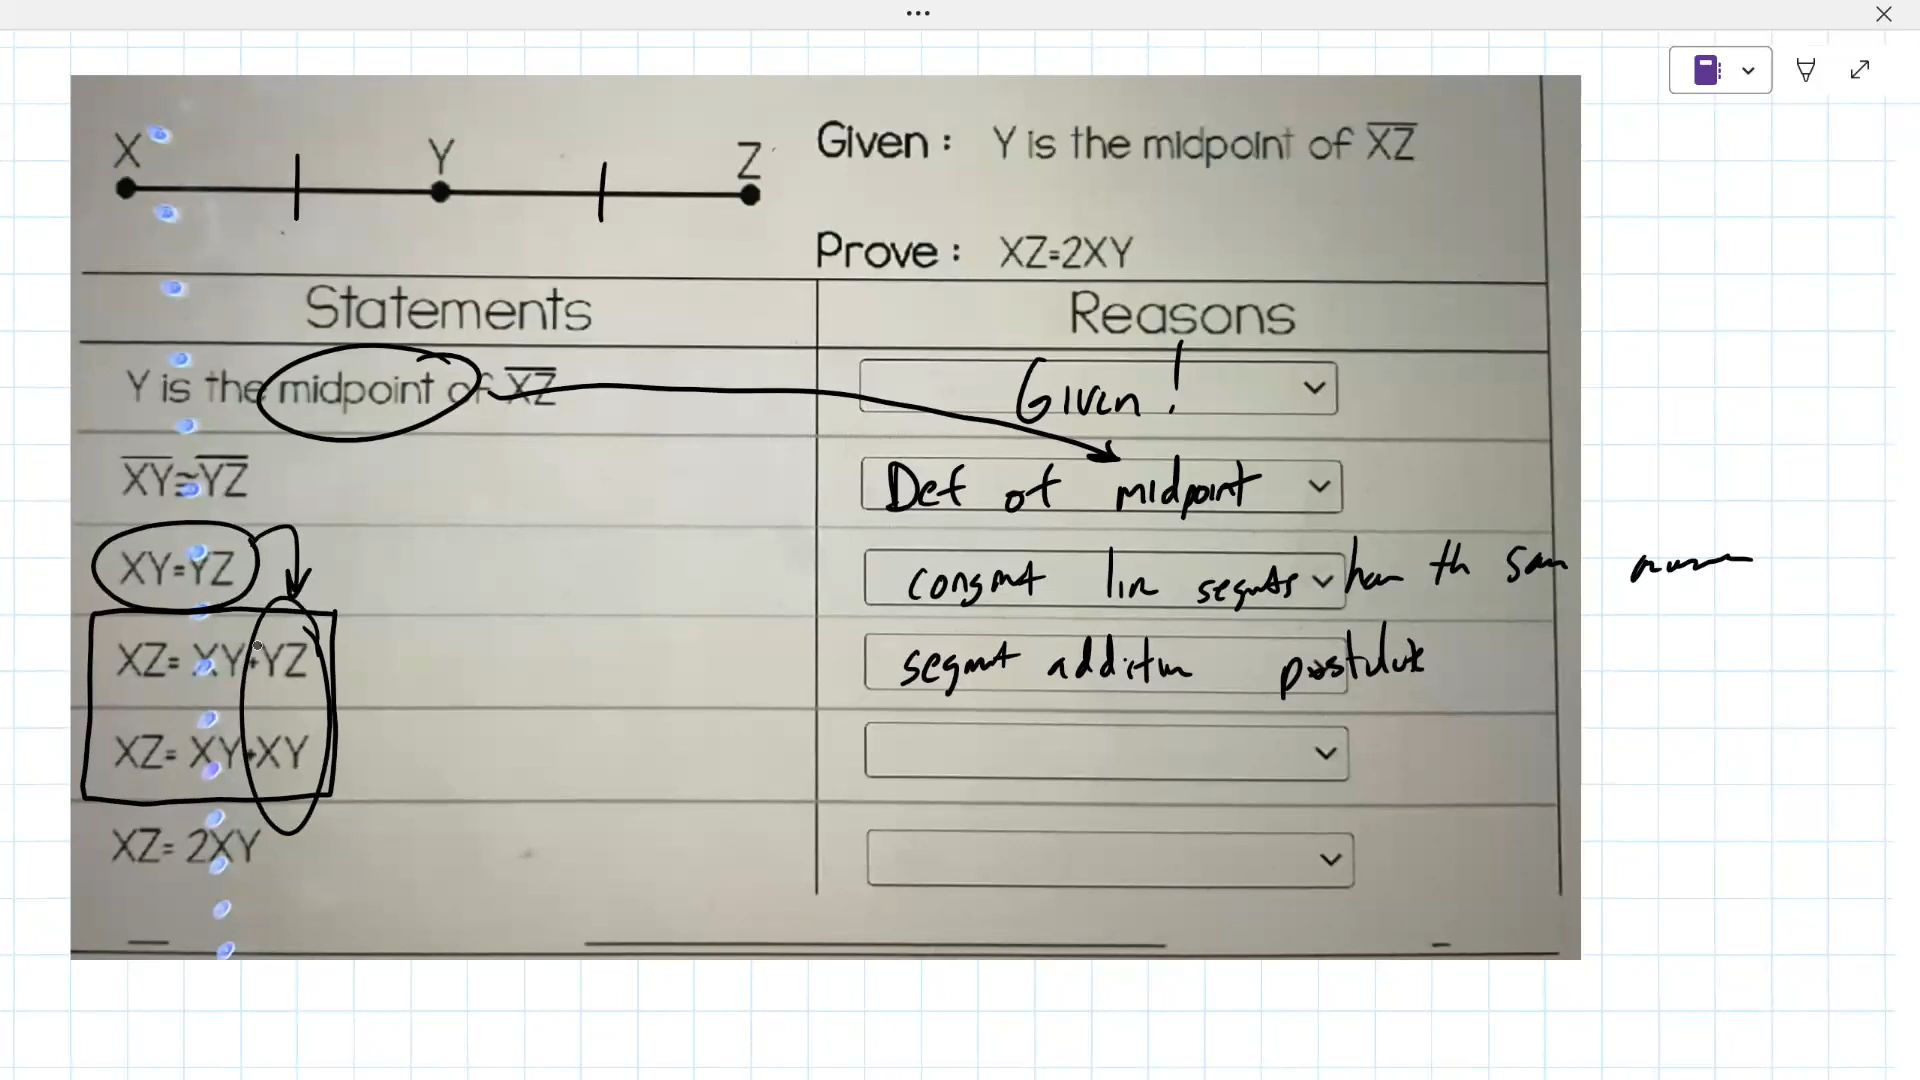 X Y Z
Given : Y is the midpoint of XZ
Prove : XZ=2XY
Statements Reasons
Y is the midpoint of XZ Given!
XY≅YZ Def of midpoint
XY=YZ line segments have the same
XZ= XY+YZ segment addition postulate
XZ= XY+XY
XZ= 2XY